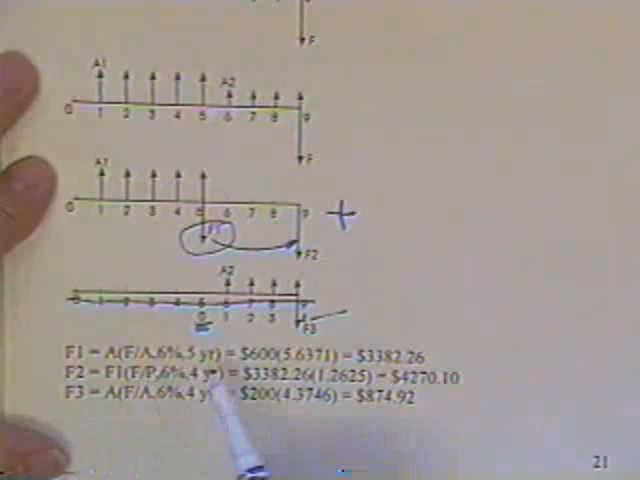 F
A1
A2
0 1 2 3 4 5 6 7 8 9
F
A1
0 1 2 3 4 5 6 7 8 9
F1
+
F2
A2
0 1 2 3 4
F3
F1 = A(F/A,6%,5 yr) = $600(5.6371) = $3382.26
F2 = F1(F/P,6%,4 yr) = $3382.26(1.2625) = $4270.10
F3 = A(F/A,6%,4 yr = $200(4.3746) = $874.92
21